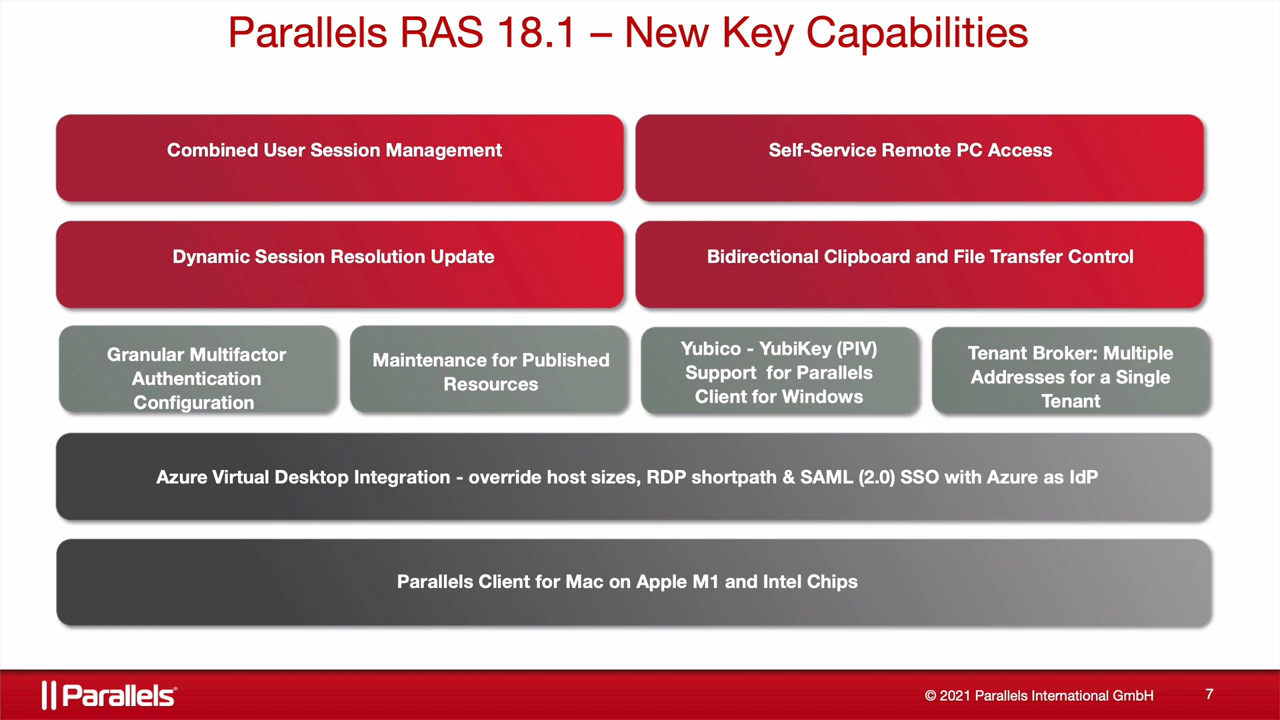 Parallels RAS 18.1 – New Key Capabilities
Combined User Session Management
Self-Service Remote PC Access
Dynamic Session Resolution Update
Bidirectional Clipboard and File Transfer Control
Granular Multifactor
Authentication
Configuration
Maintenance for Published
Resources
Yubico - YubiKey (PIV)
Support for Parallels
Client for Windows
Tenant Broker: Multiple
Addresses for a Single
Tenant
Azure Virtual Desktop Integration - override host sizes, RDP shortpath & SAML (2.0) SSO with Azure as IdP
Parallels Client for Mac on Apple M1 and Intel Chips
Parallels®
© 2021 Parallels International GmbH
7